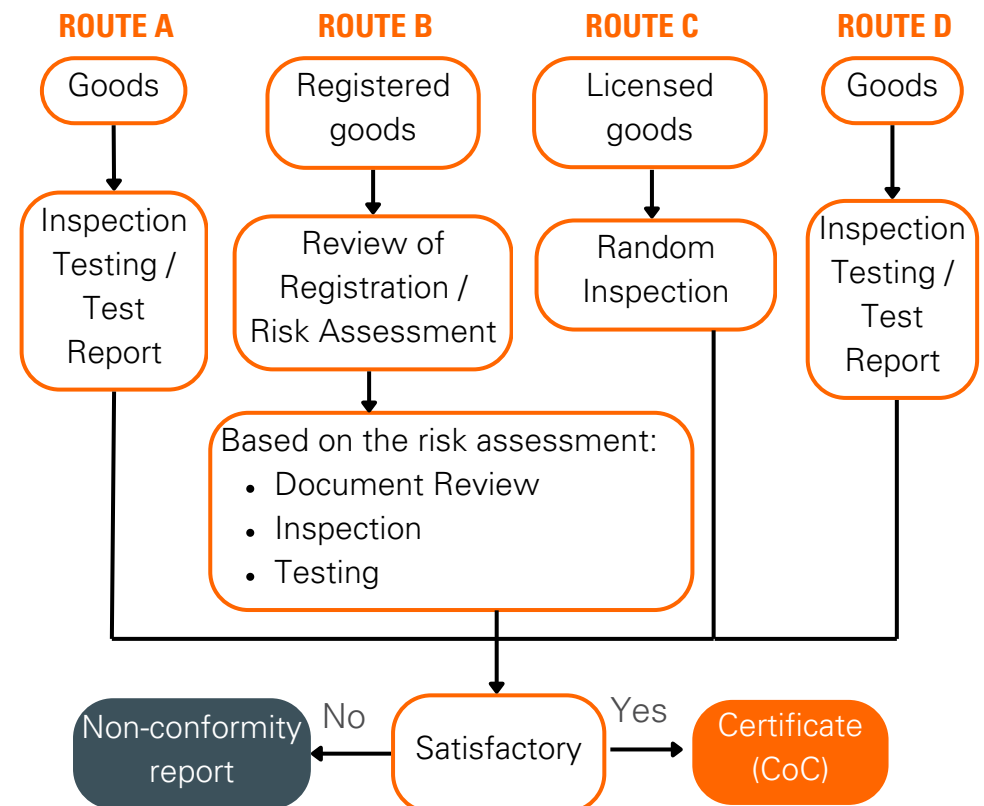 ROUTE A
ROUTE B
ROUTE C
ROUTE D
Goods
Registered
goods
Licensed
goods
Goods
Inspection
Testing /
Test
Report
Review of
Registration /
Risk Assessment
Random
Inspection
Inspection
Testing /
Test
Report
Based on the risk assessment:
• Document Review
• Inspection
• Testing
Non-conformity
report
No
Satisfactory
Yes
Certificate
(CoC)